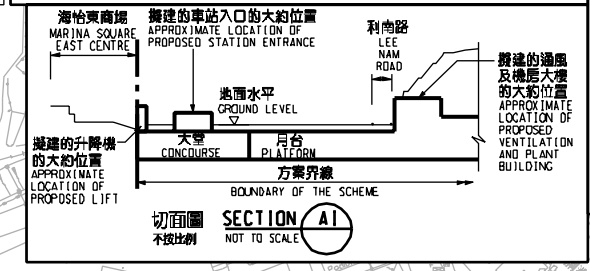 海怡東商場
MARINA SQUARE
EAST CENTRE
擬建的車站入口的大約位置
APPROXIMATE LOCATION OF
PROPOSED STATION ENTRANCE
利南路
LEE
NAM
ROAD
擬建的通風
及機房大樓
的大約位置
APPROXIMATE
LOCATION OF
PROPOSED
VENTILATION
AND PLANT
BUILDING
地面水平
GROUND LEVEL
擬建的升降機
的大約位置
APPROXIMATE
LOCATION OF
PROPOSED LIFT
大堂
CONCOURSE
月台
PLATFORM
方案界線
BOUNDARY OF THE SCHEME
切面圖
不按比例
SECTION A1
NOT TO SCALE